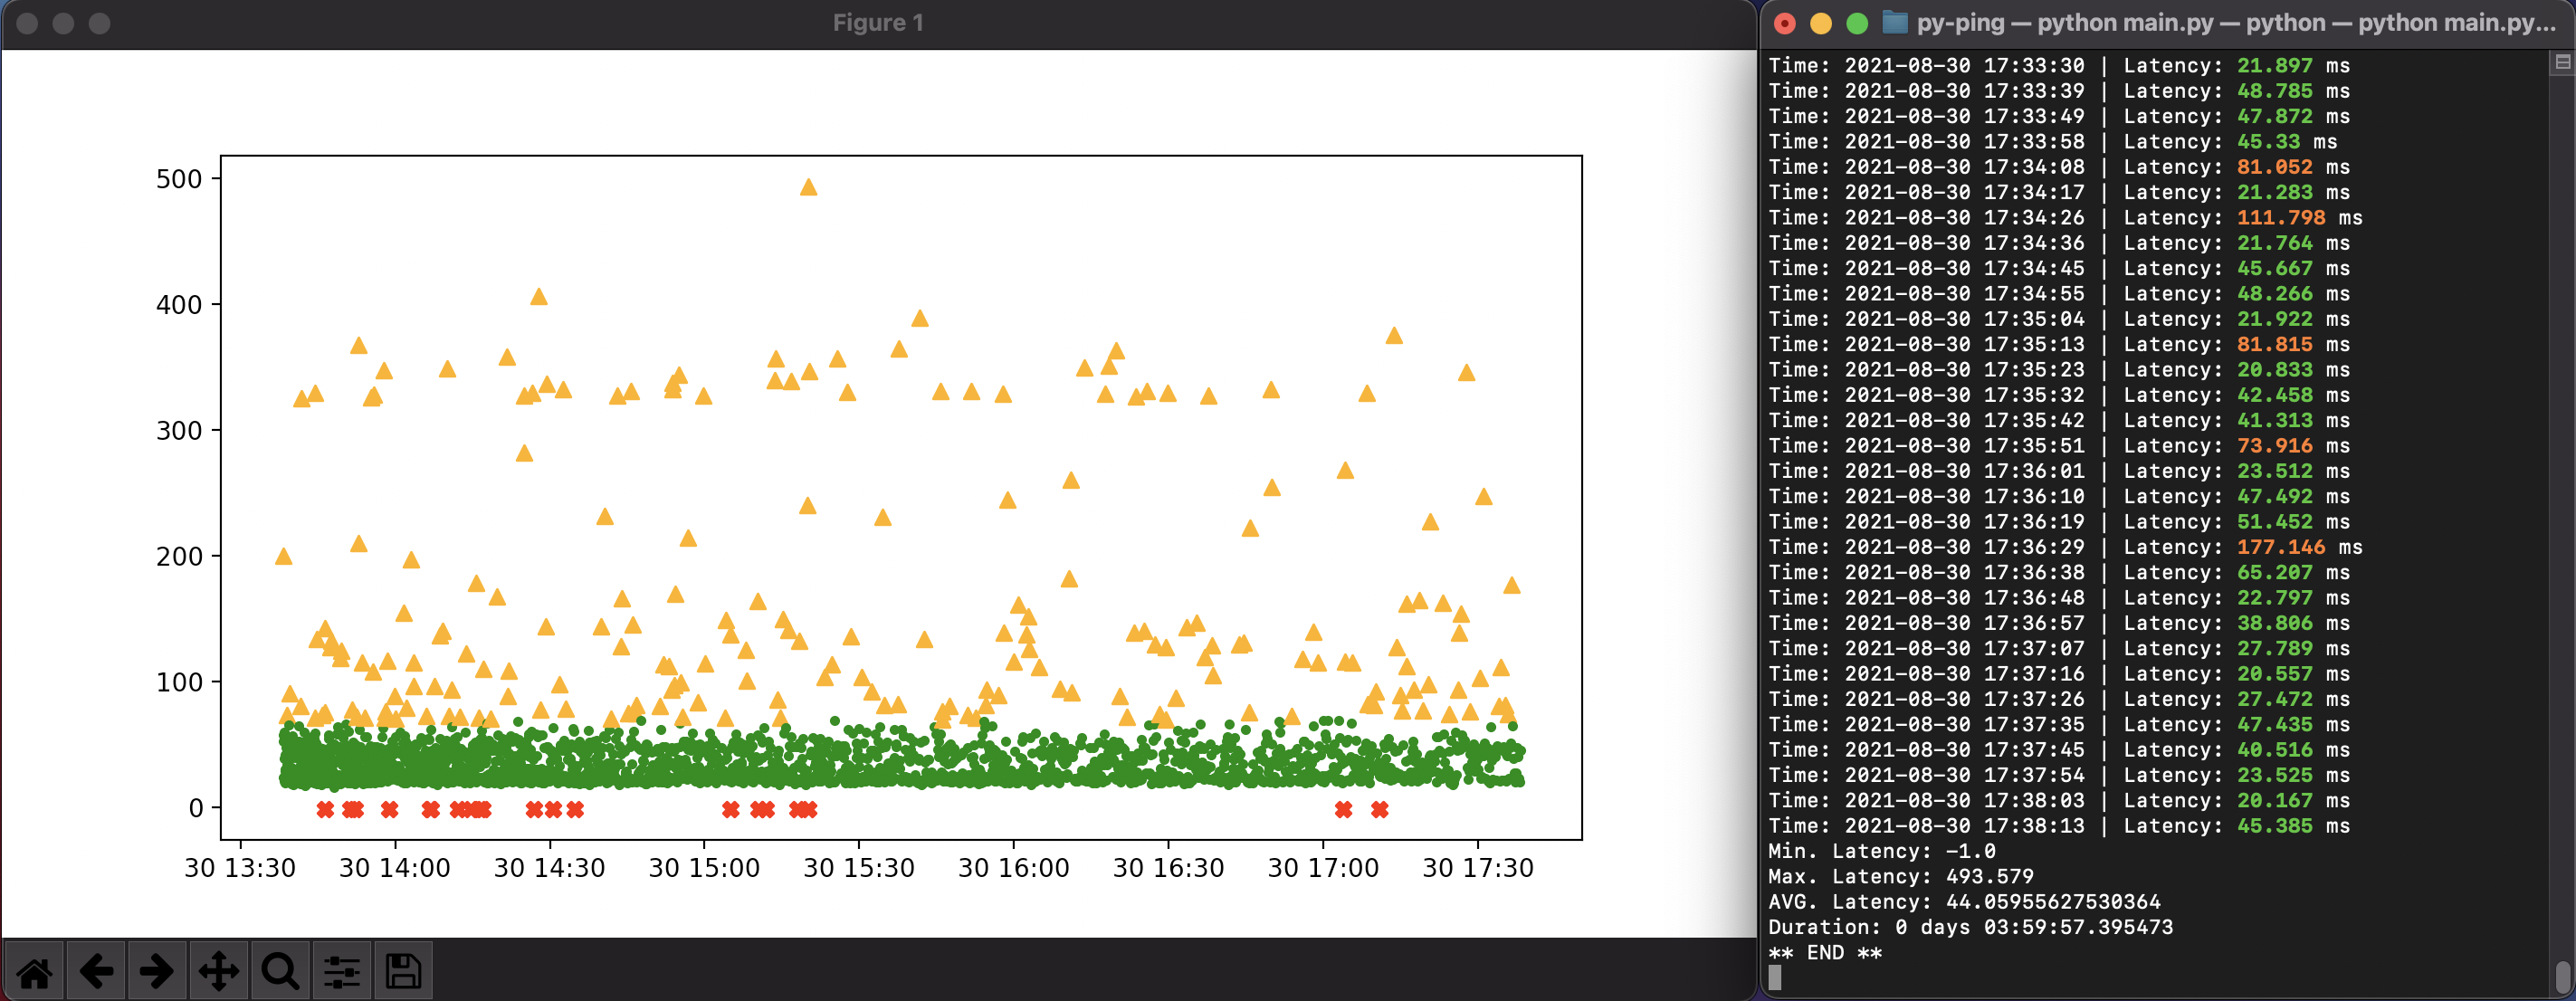 Figure 1
500
400
300
200
100
0
30 13:30 30 14:00 30 14:30 30 15:00 30 15:30 30 16:00 30 16:30 30 17:00 30 17:30
py-ping — python main.py — python — python main.py...
Time: 2021-08-30 17:33:30 | Latency: 21.897 ms
Time: 2021-08-30 17:33:39 | Latency: 48.785 ms
Time: 2021-08-30 17:33:49 | Latency: 47.872 ms
Time: 2021-08-30 17:33:58 | Latency: 45.33 ms
Time: 2021-08-30 17:34:08 | Latency: 81.052 ms
Time: 2021-08-30 17:34:17 | Latency: 21.283 ms
Time: 2021-08-30 17:34:26 | Latency: 111.798 ms
Time: 2021-08-30 17:34:36 | Latency: 21.764 ms
Time: 2021-08-30 17:34:45 | Latency: 45.667 ms
Time: 2021-08-30 17:34:55 | Latency: 48.266 ms
Time: 2021-08-30 17:35:04 | Latency: 21.922 ms
Time: 2021-08-30 17:35:13 | Latency: 81.815 ms
Time: 2021-08-30 17:35:23 | Latency: 20.833 ms
Time: 2021-08-30 17:35:32 | Latency: 42.458 ms
Time: 2021-08-30 17:35:42 | Latency: 41.313 ms
Time: 2021-08-30 17:35:51 | Latency: 73.916 ms
Time: 2021-08-30 17:36:01 | Latency: 23.512 ms
Time: 2021-08-30 17:36:10 | Latency: 47.492 ms
Time: 2021-08-30 17:36:19 | Latency: 51.452 ms
Time: 2021-08-30 17:36:29 | Latency: 177.146 ms
Time: 2021-08-30 17:36:38 | Latency: 65.207 ms
Time: 2021-08-30 17:36:48 | Latency: 22.797 ms
Time: 2021-08-30 17:36:57 | Latency: 38.806 ms
Time: 2021-08-30 17:37:07 | Latency: 27.789 ms
Time: 2021-08-30 17:37:16 | Latency: 20.557 ms
Time: 2021-08-30 17:37:26 | Latency: 27.472 ms
Time: 2021-08-30 17:37:35 | Latency: 47.435 ms
Time: 2021-08-30 17:37:45 | Latency: 40.516 ms
Time: 2021-08-30 17:37:54 | Latency: 23.525 ms
Time: 2021-08-30 17:38:03 | Latency: 20.167 ms
Time: 2021-08-30 17:38:13 | Latency: 45.385 ms
Min. Latency: -1.0
Max. Latency: 493.579
AVG. Latency: 44.05955627530364
Duration: 0 days 03:59:57.395473
** END **